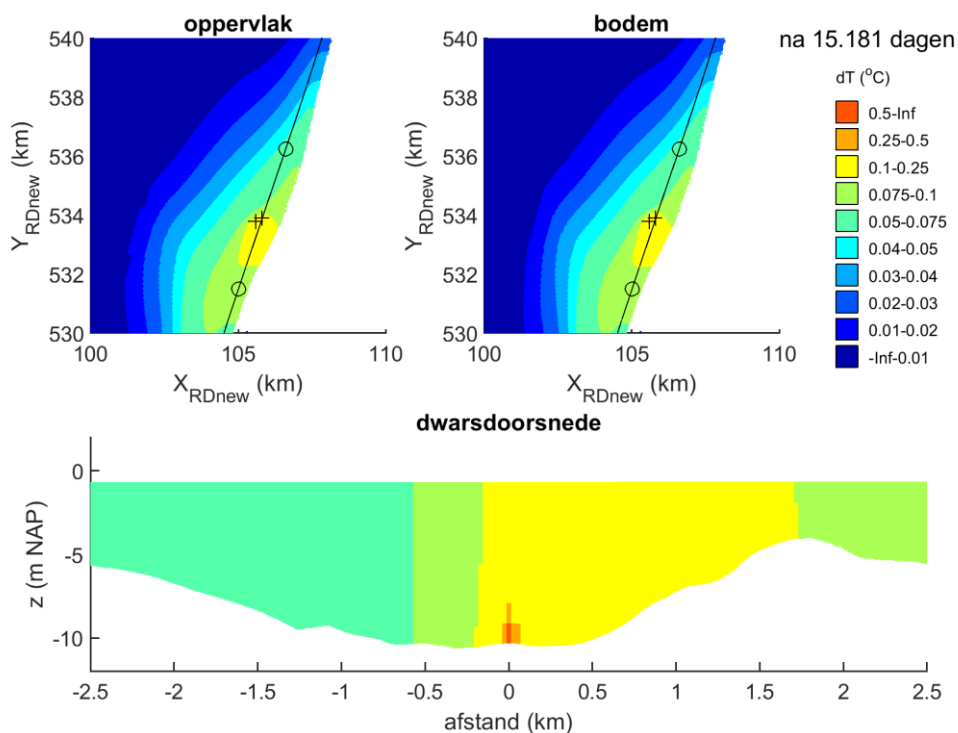 oppervlak
bodem
na 15.181 dagen
540
538
536
534
532
530
Y_RDnew (km)
100
105
110
X_RDnew (km)
540
538
536
534
532
530
Y_RDnew (km)
100
105
110
X_RDnew (km)
dT (°C)
0.5-Inf
0.25-0.5
0.1-0.25
0.075-0.1
0.05-0.075
0.04-0.05
0.03-0.04
0.02-0.03
0.01-0.02
-Inf-0.01
dwarsdoorsnede
0
-5
-10
z (m NAP)
-2.5 -2 -1.5 -1 -0.5 0 0.5 1 1.5 2 2.5
afstand (km)